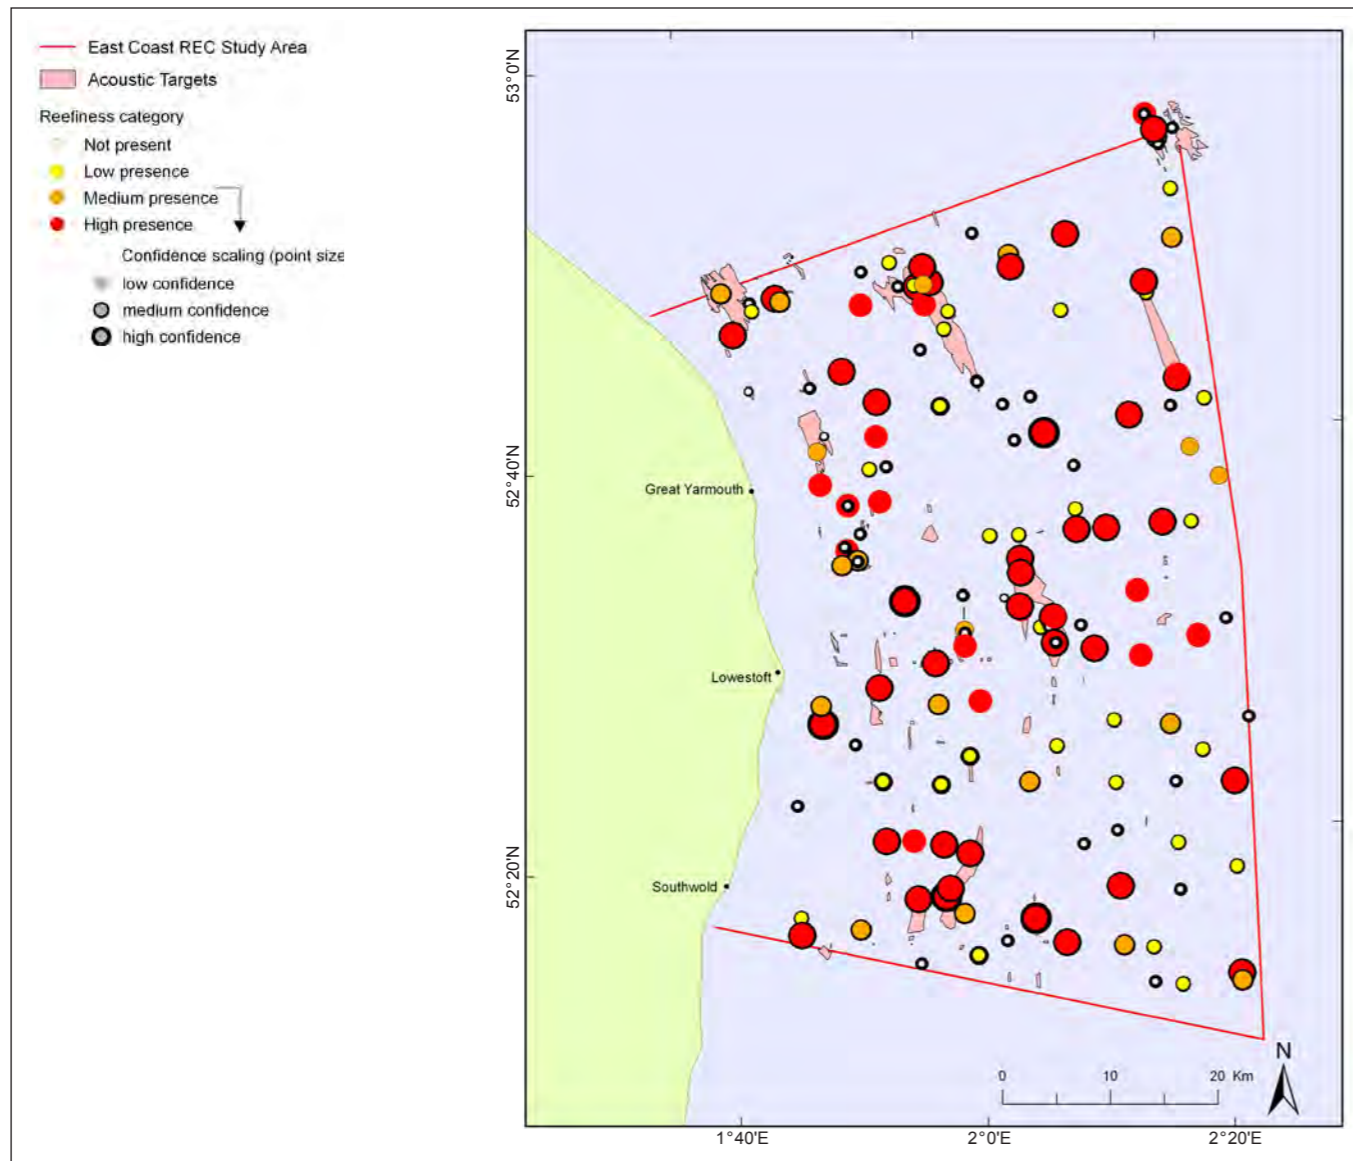 East Coast REC Study Area
Acoustic Targets
Reefiness category
Not present
Low presence
Medium presence
High presence
Confidence scaling (point size
low confidence
medium confidence
high confidence
53°0'N
52°40'N
52°20'N
Great Yarmouth
Lowestoft
Southwold
0 10 20 Km
N
1°40'E 2°0'E 2°20'E